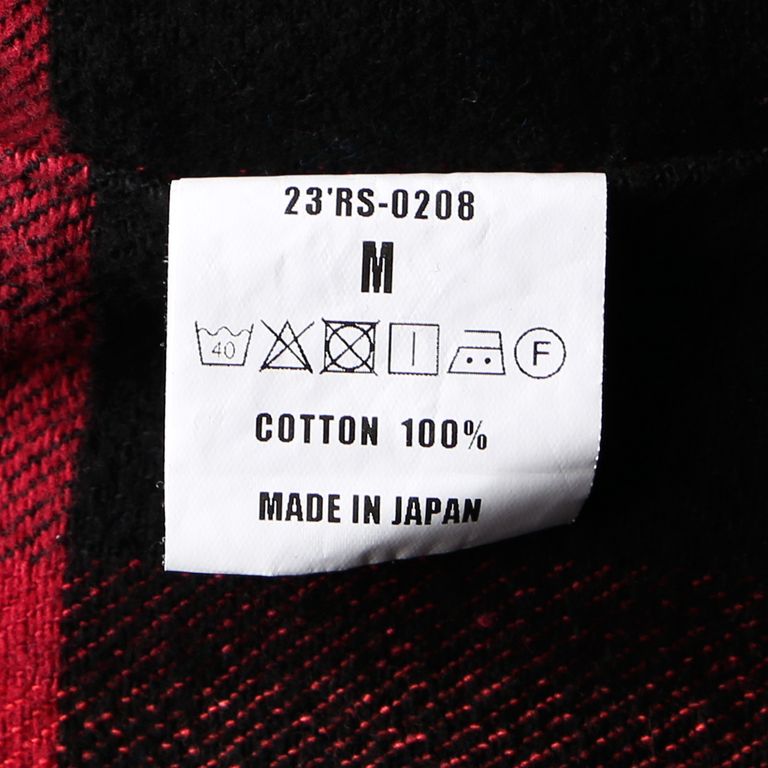 23'RS-0208
M
40 F
COTTON 100%
MADE IN JAPAN